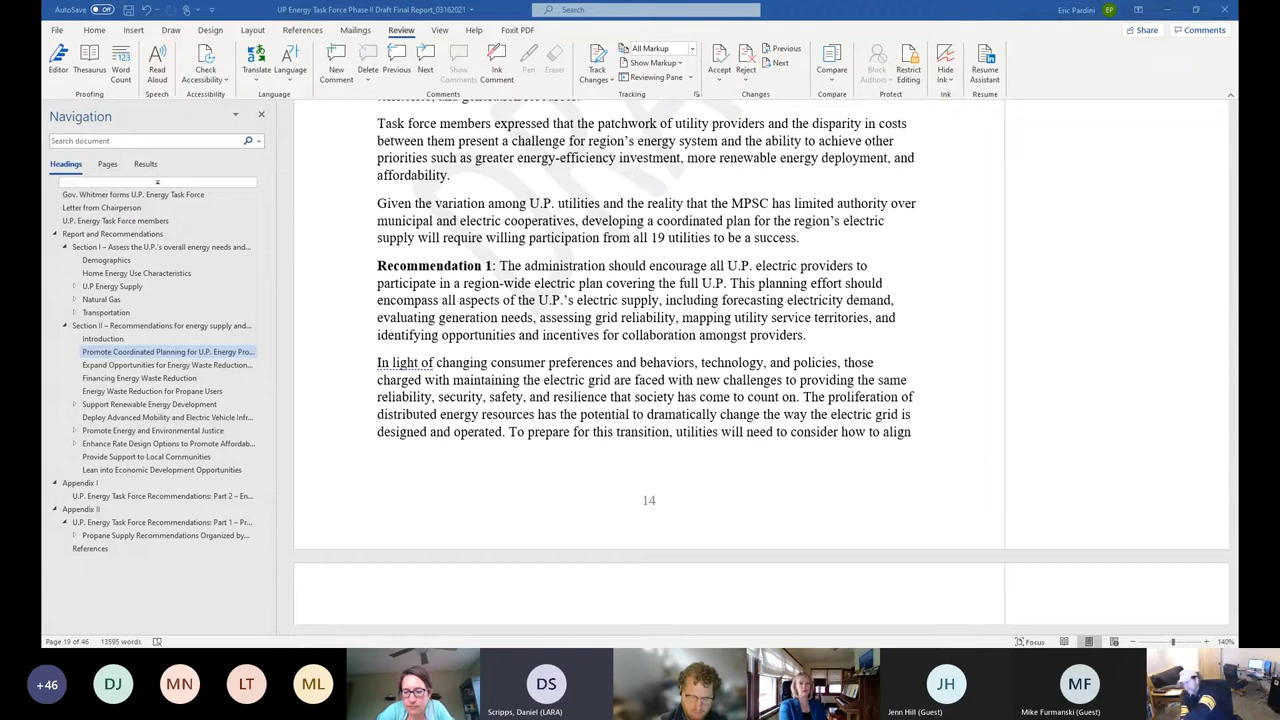 AutoSave Off
UP Energy Task Force Phase II Draft Final Report_03162021
Search
Eric Pardini EP
File Home Insert Draw Design Layout References Mailings Review View Help Foxit PDF
Share Comments
Editor Thesaurus Word Count Read Aloud Check Accessibility Translate Language New Comment Delete Previous Next Show Comments Ink Comment Pen Eraser Track Changes
All Markup
Show Markup
Reviewing Pane
Accept Reject
Previous
Next
Compare Block Authors Restrict Editing Hide Ink Resume Assistant
Proofing Speech Accessibility Language Comments Tracking Changes Compare Protect Ink Resume
Navigation
Search document
Headings Pages Results
Gov. Whitmer forms U.P. Energy Task Force
Letter from Chairperson
U.P. Energy Task Force members
Report and Recommendations
Section I – Assess the U.P.'s overall energy needs and...
Demographics
Home Energy Use Characteristics
U.P Energy Supply
Natural Gas
Transportation
Section II – Recommendations for energy supply and...
Introduction
Promote Coordinated Planning for U.P. Energy Pro...
Expand Opportunities for Energy Waste Reduction...
Financing Energy Waste Reduction
Energy Waste Reduction for Propane Users
Support Renewable Energy Development
Deploy Advanced Mobility and Electric Vehicle Infr...
Promote Energy and Environmental Justice
Enhance Rate Design Options to Promote Affordab...
Provide Support to Local Communities
Lean into Economic Development Opportunities
Appendix I
U.P. Energy Task Force Recommendations: Part 2 – En...
Appendix II
U.P. Energy Task Force Recommendations: Part 1 – Pr...
Propane Supply Recommendations Organized by...
References
Task force members expressed that the patchwork of utility providers and the disparity in costs
between them present a challenge for region's energy system and the ability to achieve other
priorities such as greater energy-efficiency investment, more renewable energy deployment, and
affordability.
Given the variation among U.P. utilities and the reality that the MPSC has limited authority over
municipal and electric cooperatives, developing a coordinated plan for the region's electric
supply will require willing participation from all 19 utilities to be a success.
Recommendation 1: The administration should encourage all U.P. electric providers to
participate in a region-wide electric plan covering the full U.P. This planning effort should
encompass all aspects of the U.P.'s electric supply, including forecasting electricity demand,
evaluating generation needs, assessing grid reliability, mapping utility service territories, and
identifying opportunities and incentives for collaboration amongst providers.
In light of changing consumer preferences and behaviors, technology, and policies, those
charged with maintaining the electric grid are faced with new challenges to providing the same
reliability, security, safety, and resilience that society has come to count on. The proliferation of
distributed energy resources has the potential to dramatically change the way the electric grid is
designed and operated. To prepare for this transition, utilities will need to consider how to align
14
Page 19 of 46 13595 words
Focus
140%
+46 DJ MN LT ML DS JH MF
Scripps, Daniel (LARA)
Jenn Hill (Guest)
Mike Furmanski (Guest)